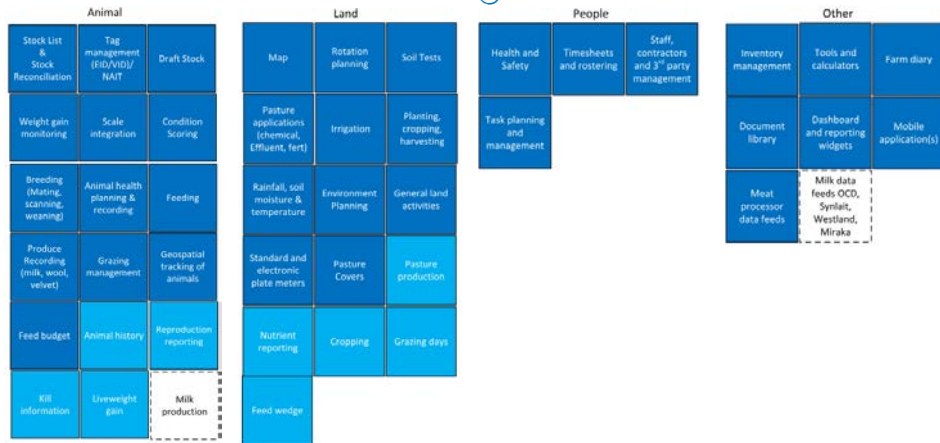 Animal
Land
People
Other
Stock List
&
Stock
Reconciliation
Tag
management
(EID/VID)/
NAIT
Draft Stock
Weight gain
monitoring
Scale
integration
Condition
Scoring
Breeding
(Mating,
scanning,
weaning)
Animal health
planning &
recording
Feeding
Produce
Recording
(milk, wool,
velvet)
Grazing
management
Geospatial
tracking of
animals
Feed budget
Animal history
Reproduction
reporting
Kill
information
Liveweight
gain
Milk
production
Map
Rotation
planning
Soil Tests
Pasture
applications
(chemical,
Effluent, fert)
Irrigation
Planting,
cropping,
harvesting
Rainfall, soil
moisture &
temperature
Environment
Planning
General land
activities
Standard and
electronic
plate meters
Pasture
Covers
Pasture
production
Nutrient
reporting
Cropping
Grazing days
Feed wedge
Health and
Safety
Timesheets
and rostering
Staff,
contractors
and 3rd party
management
Task planning
and
management
Inventory
management
Tools and
calculators
Farm diary
Document
library
Dashboard
and reporting
widgets
Mobile
application(s)
Meat
processor
data feeds
Milk data
feeds OCD,
Synlait,
Westland,
Miraka